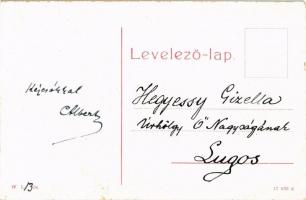 Levelező-lap.
Kézcsókkal
Albert
Hegyessy Gizella
Úrhölgy Ő Nagyságának
Lugos